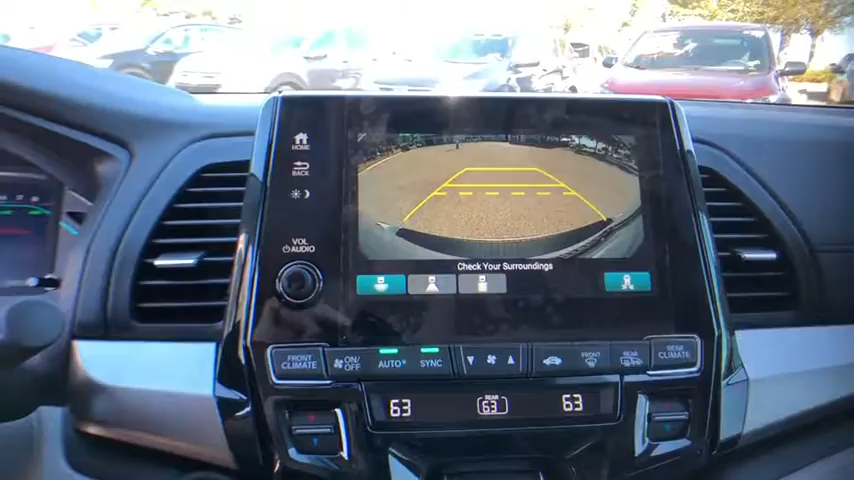 HOME
BACK
VOL
AUDIO
Check Your Surroundings
FRONT
CLIMATE
ON/
OFF
AUTO
SYNC
FRONT
REAR
REAR
CLIMATE
63
REAR
63
63